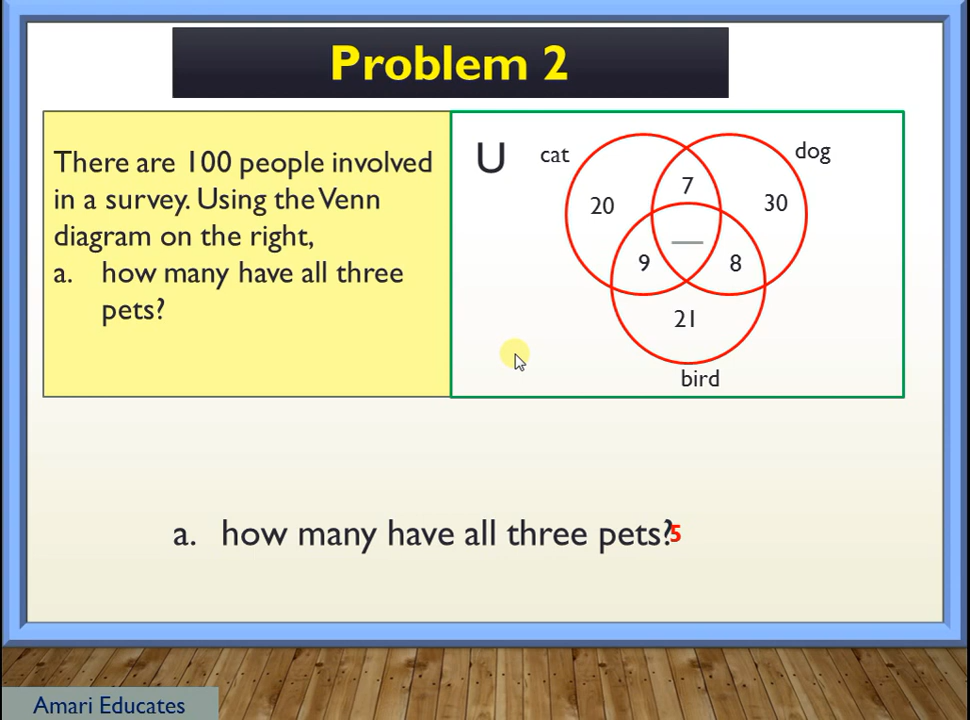 Problem 2
There are 100 people involved
in a survey. Using the Venn
diagram on the right,
a. how many have all three
pets?
U
cat
dog
7
20
30
__
9
8
21
bird
a. how many have all three pets?5
Amari Educates